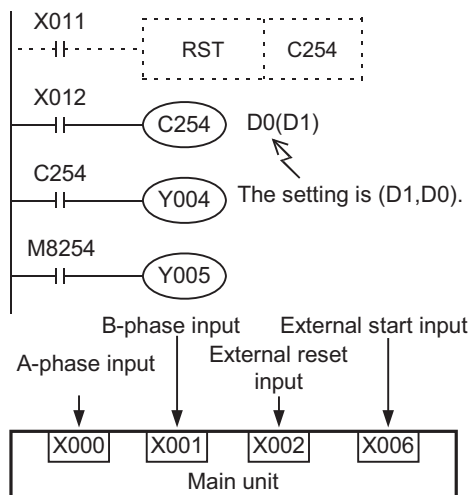 X011
RST C254
X012
C254 D0(D1)
The setting is (D1,D0).
C254
Y004
M8254
Y005
B-phase input External start input
A-phase input External reset
input
X000 X001 X002 X006
Main unit